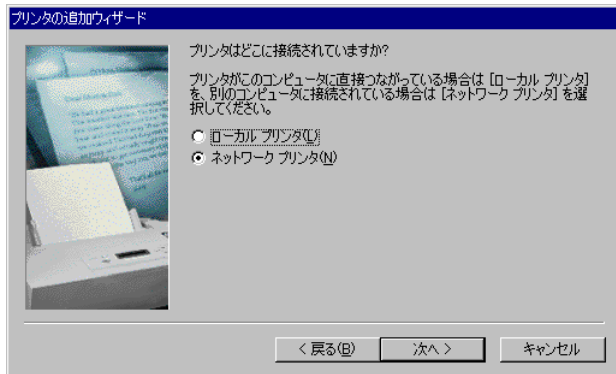 プリンタの追加ウィザード
プリンタはどこに接続されていますか?
プリンタがこのコンピュータに直接つながっている場合は [ローカル プリンタ]
を、別のコンピュータに接続されている場合は [ネットワーク プリンタ] を選
択してください。
ローカル プリンタ(L)
ネットワーク プリンタ(N)
< 戻る(B)
次へ >
キャンセル